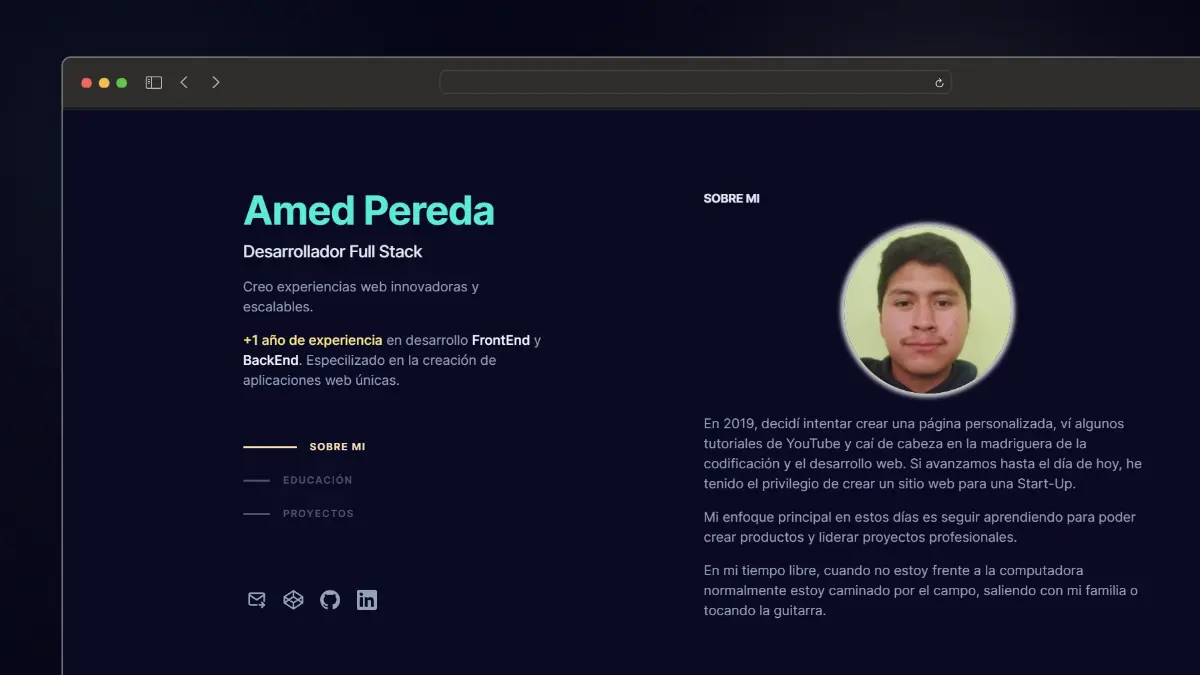 Amed Pereda
Desarrollador Full Stack
Creo experiencias web innovadoras y
escalables.
+1 año de experiencia en desarrollo FrontEnd y
BackEnd. Especilizado en la creación de
aplicaciones web únicas.
SOBRE MI
EDUCACIÓN
PROYECTOS
in
SOBRE MI
En 2019, decidí intentar crear una página personalizada, ví algunos
tutoriales de YouTube y caí de cabeza en la madriguera de la
codificación y el desarrollo web. Si avanzamos hasta el día de hoy, he
tenido el privilegio de crear un sitio web para una Start-Up.
Mi enfoque principal en estos días es seguir aprendiendo para poder
crear productos y liderar proyectos profesionales.
En mi tiempo libre, cuando no estoy frente a la computadora
normalmente estoy caminado por el campo, saliendo con mi familia o
tocando la guitarra.